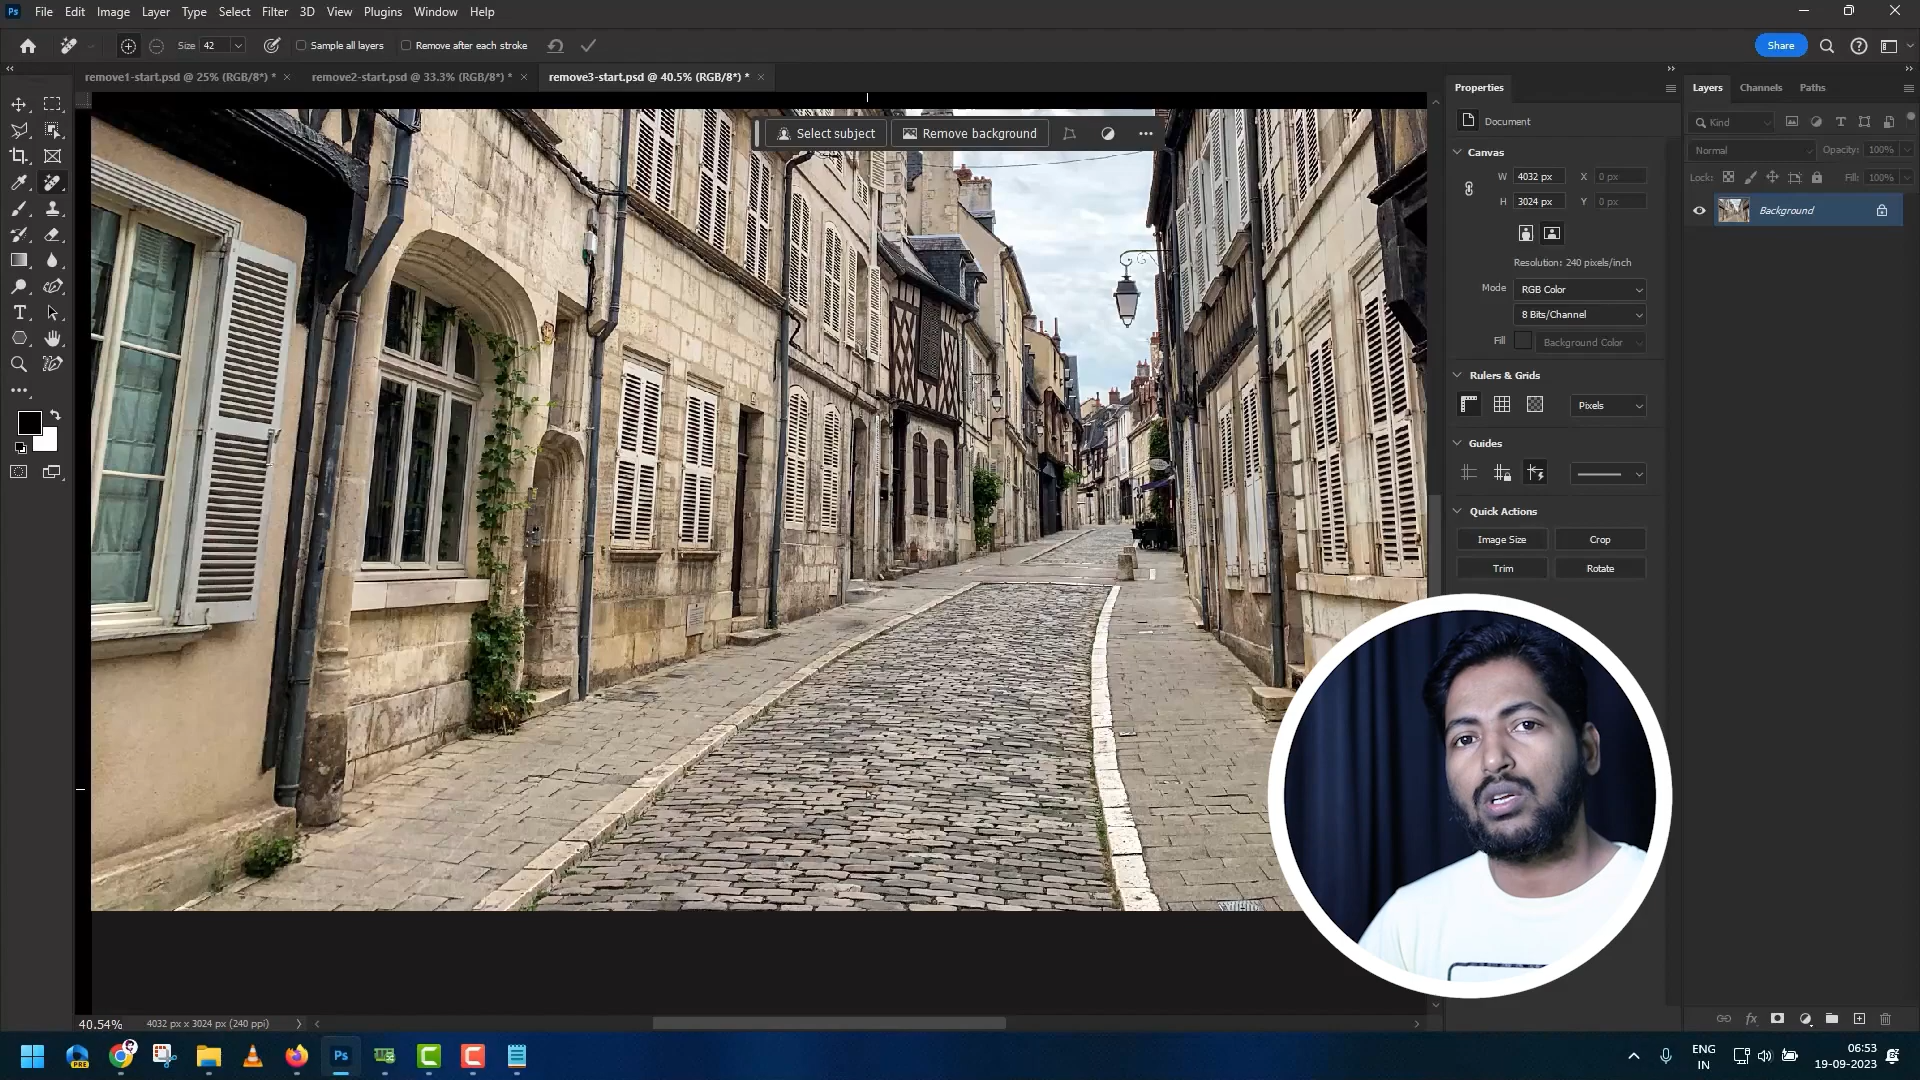 Ps File Edit Image Layer Type Select Filter 3D View Plugins Window Help
Size 42 Sample all layers Remove after each stroke Share
remove1-start.psd @ 25% (RGB/8*) * remove2-start.psd @ 33.3% (RGB/8*) * remove3-start.psd @ 40.5% (RGB/8*) *
Select subject Remove background
Properties
Document
Canvas
W 4032 px X 0 px
H 3024 px Y 0 px
Resolution: 240 pixels/inch
Mode RGB Color
8 Bits/Channel
Fill Background Color
Rulers & Grids
Pixels
Guides
Quick Actions
Image Size Crop
Trim Rotate
Layers Channels Paths
Kind
Normal Opacity: 100%
Lock: Fill: 100%
Background
40.54% 4032 px x 3024 px (240 ppi)
PRE Ps
ENG
IN
06:53
19-09-2023